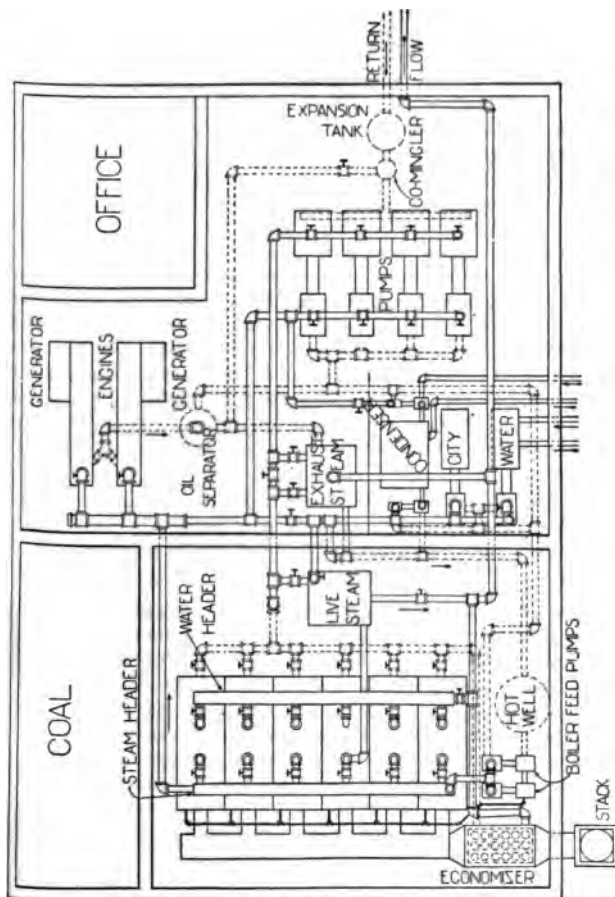 RETURN
FLOW
EXPANSION
TANK
CO-MINGLER
OFFICE
PUMPS
GENERATOR
ENGINES
GENERATOR
OIL
SEPARATOR
EXHAUST
STEAM
CONDENSER
CITY
WATER
LIVE
STEAM
WATER
HEADER
STEAM HEADER
COAL
HOT
WELL
BOILER FEED PUMPS
ECONOMIZER
STACK